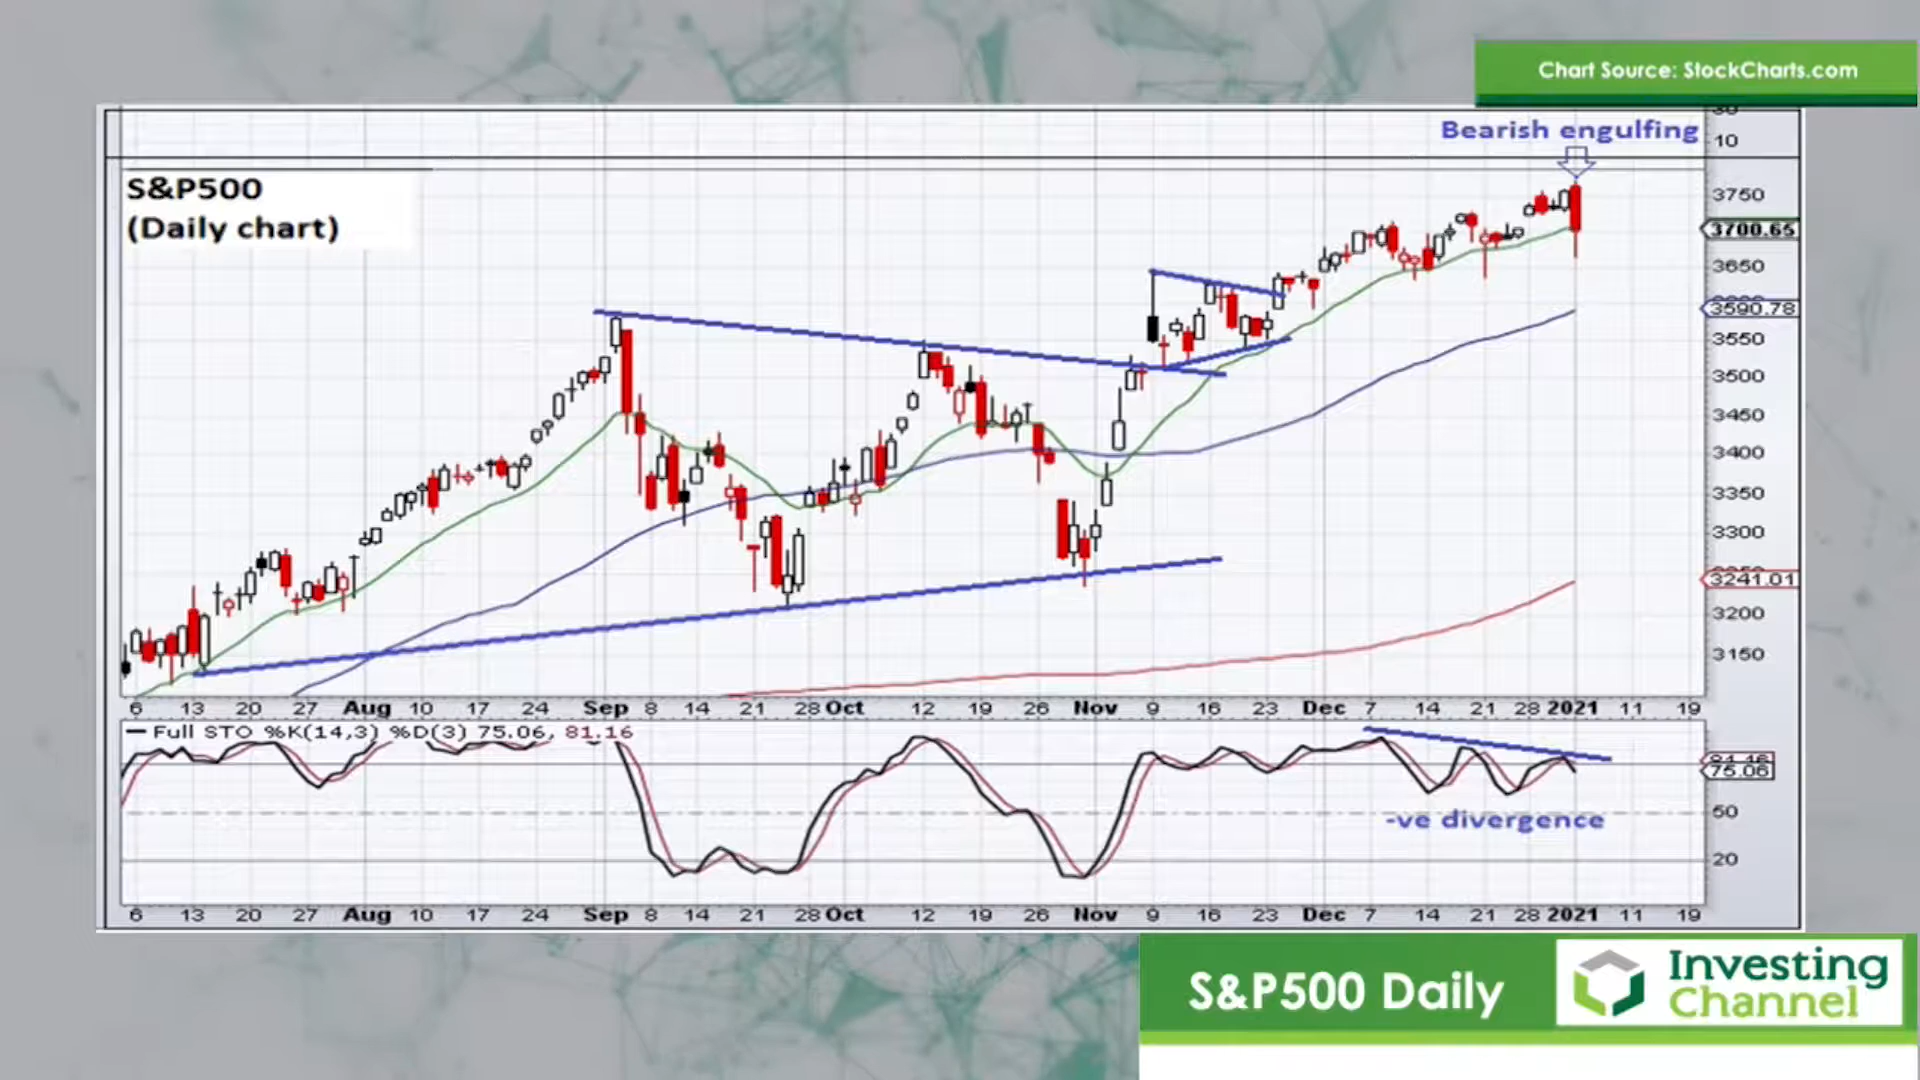 Chart Source: StockCharts.com
Bearish engulfing
10
S&P500
(Daily chart)
3750
3700.65
3650
3590.78
3550
3500
3450
3400
3350
3300
3241.01
3200
3150
6 13 20 27 Aug 10 17 24 Sep 8 14 21 28 Oct 12 19 26 Nov 9 16 23 Dec 7 14 21 28 2021 11 19
Full STO %K(14,3) %D(3) 75.06, 81.16
75.06
50
-ve divergence
20
6 13 20 27 Aug 10 17 24 Sep 8 14 21 28 Oct 12 19 26 Nov 9 16 23 Dec 7 14 21 28 2021 11 19
S&P500 Daily
Investing
Channel